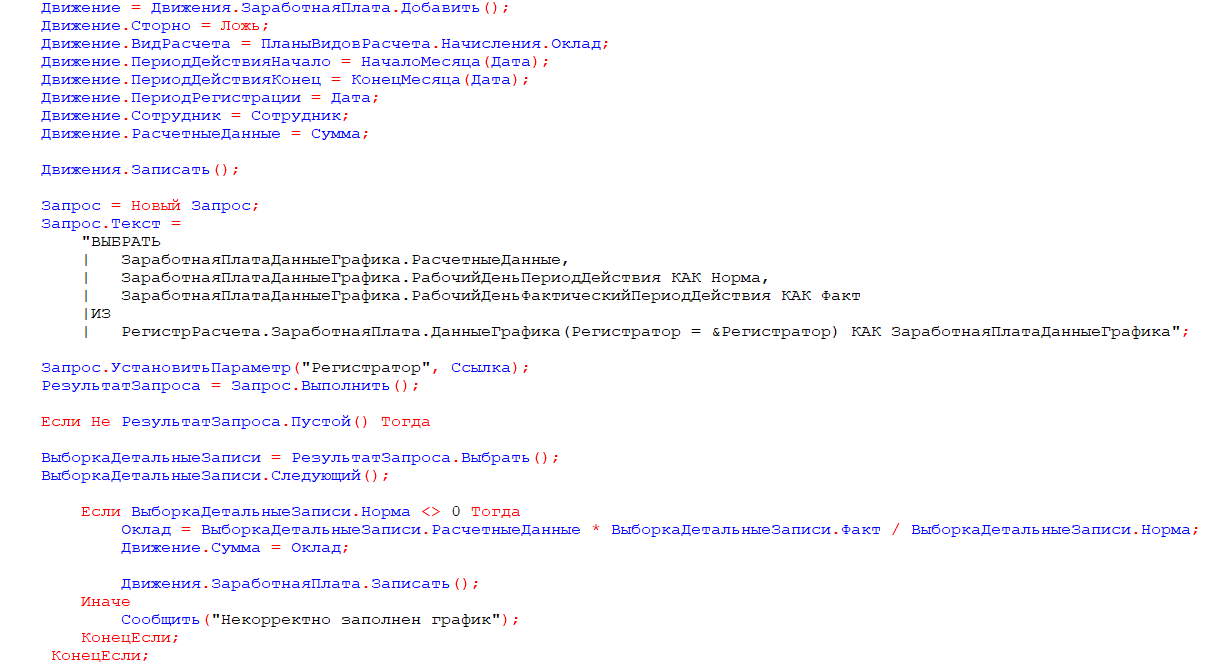 Движение = Движения.ЗаработнаяПлата.Добавить();
Движение.Сторно = Ложь;
Движение.ВидРасчета = ПланыВидовРасчета.Начисления.Оклад;
Движение.ПериодДействияНачало = НачалоМесяца(Дата);
Движение.ПериодДействияКонец = КонецМесяца(Дата);
Движение.ПериодРегистрации = Дата;
Движение.Сотрудник = Сотрудник;
Движение.РасчетныеДанные = Сумма;
Движения.Записать();
Запрос = Новый Запрос;
Запрос.Текст =
"ВЫБРАТЬ
|   ЗаработнаяПлатаДанныеГрафика.РасчетныеДанные,
|   ЗаработнаяПлатаДанныеГрафика.РабочийДеньПериодДействия КАК Норма,
|   ЗаработнаяПлатаДанныеГрафика.РабочийДеньФактическийПериодДействия КАК Факт
|ИЗ
|   РегистрРасчета.ЗаработнаяПлата.ДанныеГрафика(Регистратор = &Регистратор) КАК ЗаработнаяПлатаДанныеГрафика";
Запрос.УстановитьПараметр("Регистратор", Ссылка);
РезультатЗапроса = Запрос.Выполнить();
Если Не РезультатЗапроса.Пустой() Тогда
ВыборкаДетальныеЗаписи = РезультатЗапроса.Выбрать();
ВыборкаДетальныеЗаписи.Следующий();
Если ВыборкаДетальныеЗаписи.Норма <> 0 Тогда
Оклад = ВыборкаДетальныеЗаписи.РасчетныеДанные * ВыборкаДетальныеЗаписи.Факт / ВыборкаДетальныеЗаписи.Норма;
Движение.Сумма = Оклад;
Движения.ЗаработнаяПлата.Записать();
Иначе
Сообщить("Некорректно заполнен график");
КонецЕсли;
КонецЕсли;